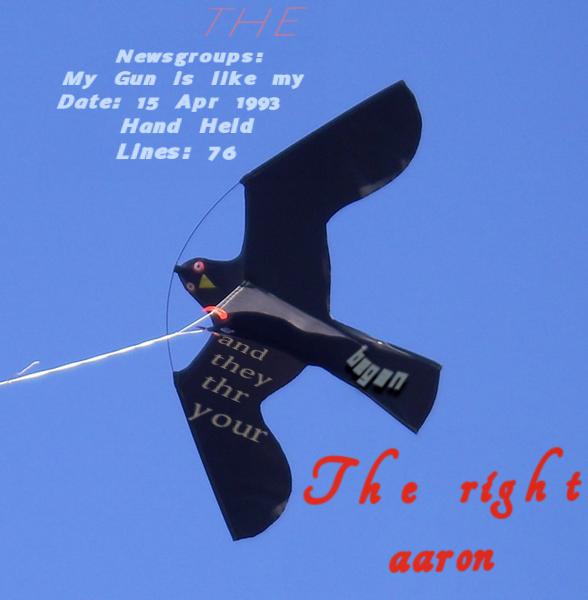 THE
Newsgroups:
My Gun is like my
Date: 15 Apr 1993
Hand Held
Lines: 76
and
they
thr
your
began
The right
aaron